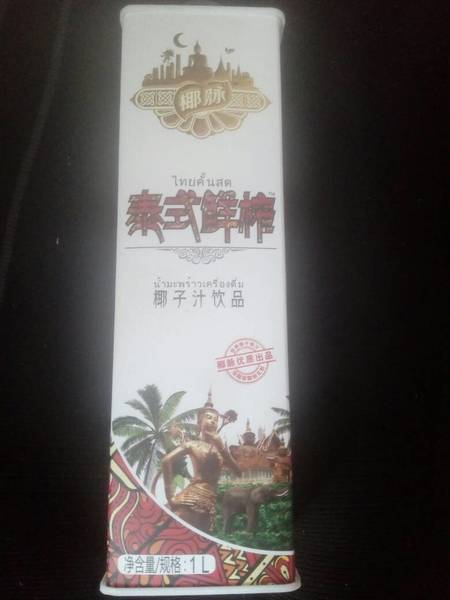 椰脉
ไทยคั้นสด
泰式鲜榨
น้ำมะพร้าวเครื่องดื่ม
椰子汁饮品
椰脉优质出品
净含量/规格:1L